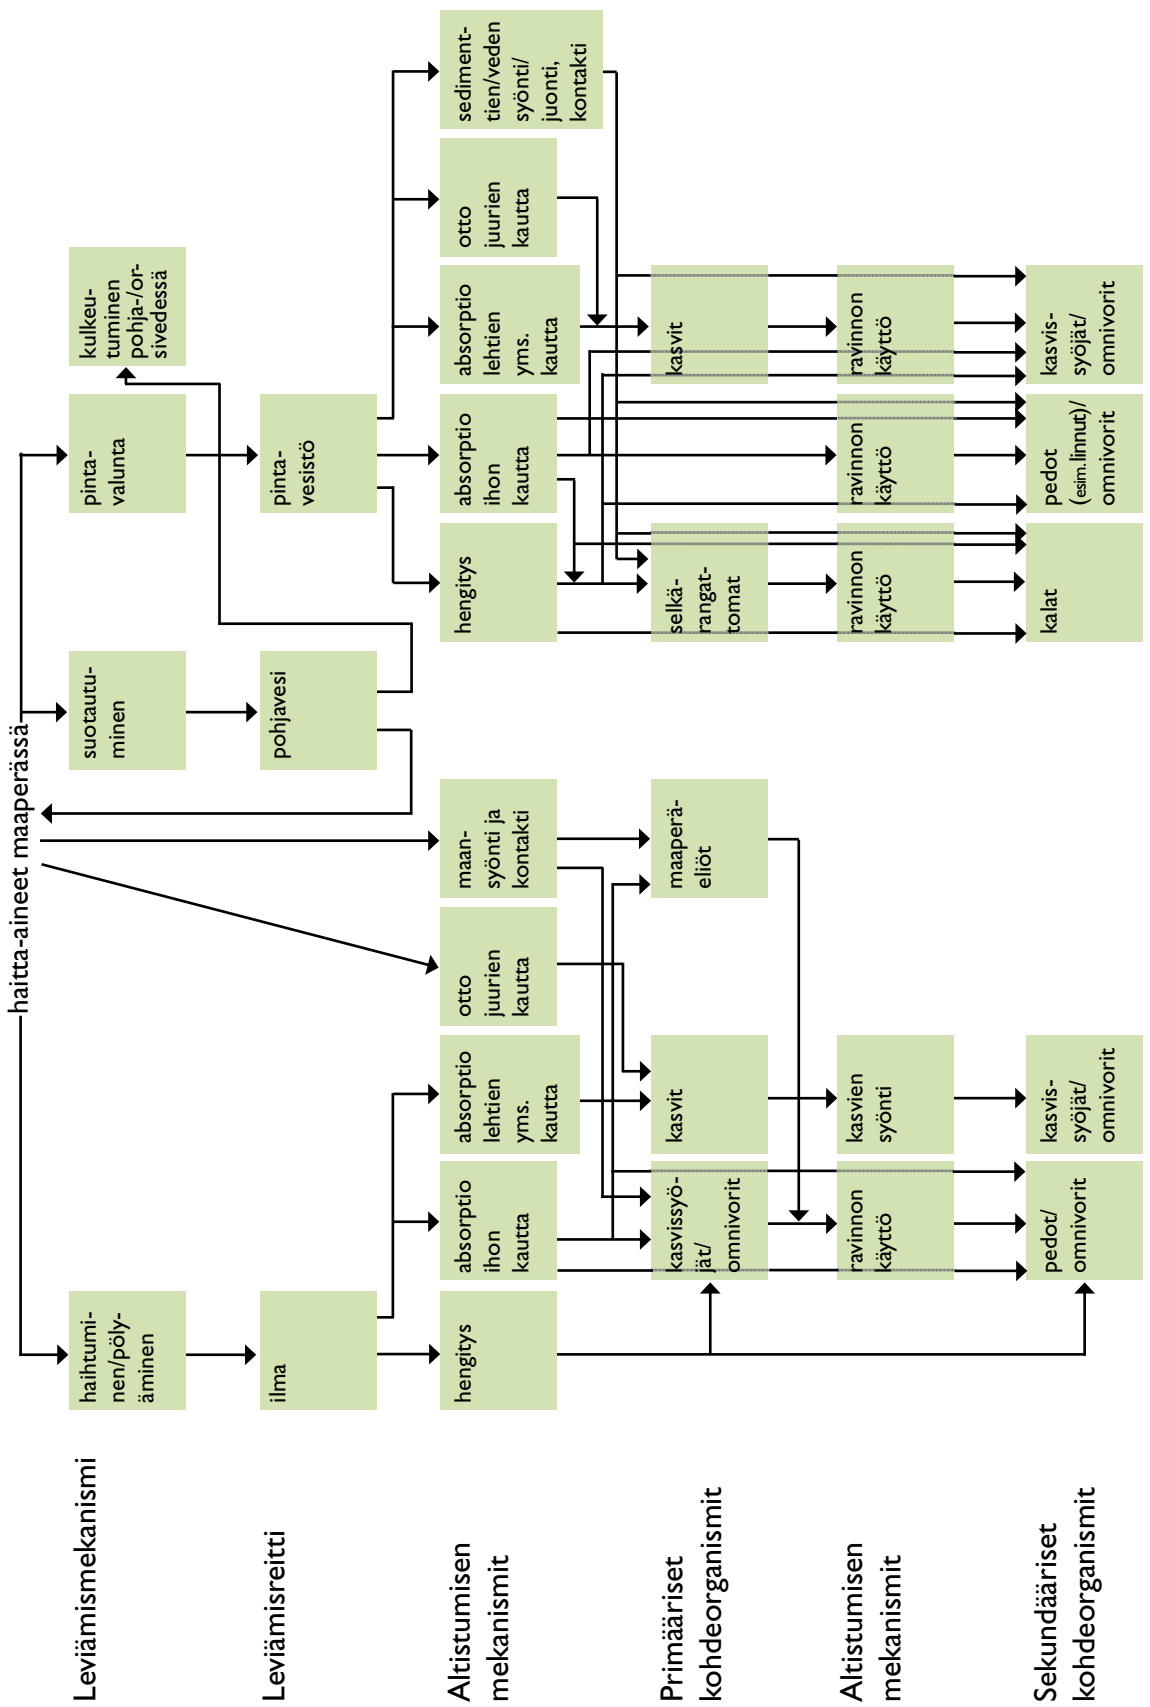 haitta-aineet maaperässä
Leviämismekanismi
haihtumi-
nen/pöly-
äminen
suotautu-
minen
pinta-
valunta
kulkeu-
tuminen
pohja-/or-
sivedessä
Leviämisreitti
ilma
pohjavesi
pinta-
vesistö
Altistumisen
mekanismit
hengitys
absorptio
ihon
kautta
absorptio
lehtien
yms.
kautta
otto
juurien
kautta
maan-
syönti ja
kontakti
hengitys
absorptio
ihon
kautta
absorptio
lehtien
yms.
kautta
otto
juurien
kautta
sediment-
tien/veden
syönti/
juonti,
kontakti
Primääriset
kohdeorganismit
kasvissyö-
jät/
omnivorit
kasvit
maaperä-
eliöt
selkä-
rangat-
tomat
kasvit
Altistumisen
mekanismit
ravinnon
käyttö
kasvien
syönti
ravinnon
käyttö
ravinnon
käyttö
ravinnon
käyttö
Sekundääriset
kohdeorganismit
pedot/
omnivorit
kasvis-
syöjät/
omnivorit
kalat
pedot
(esim. linnut)/
omnivorit
kasvis-
syöjät/
omnivorit